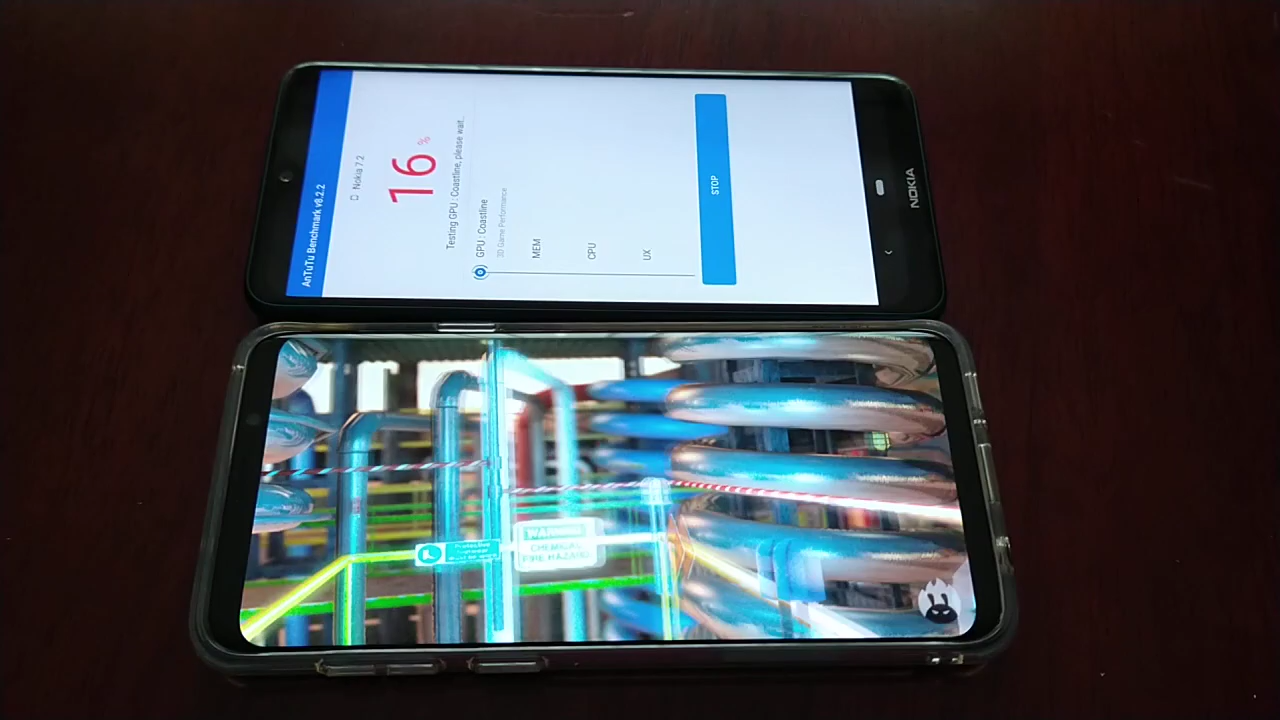 AnTuTu Benchmark v8.2.2
Nokia 7.2
16 %
Testing GPU : Coastline, please wait..
GPU : Coastline
3D Game Performance
MEM
CPU
UX
STOP
NOKIA
WARNING
CHEMICAL
FIRE HAZARD